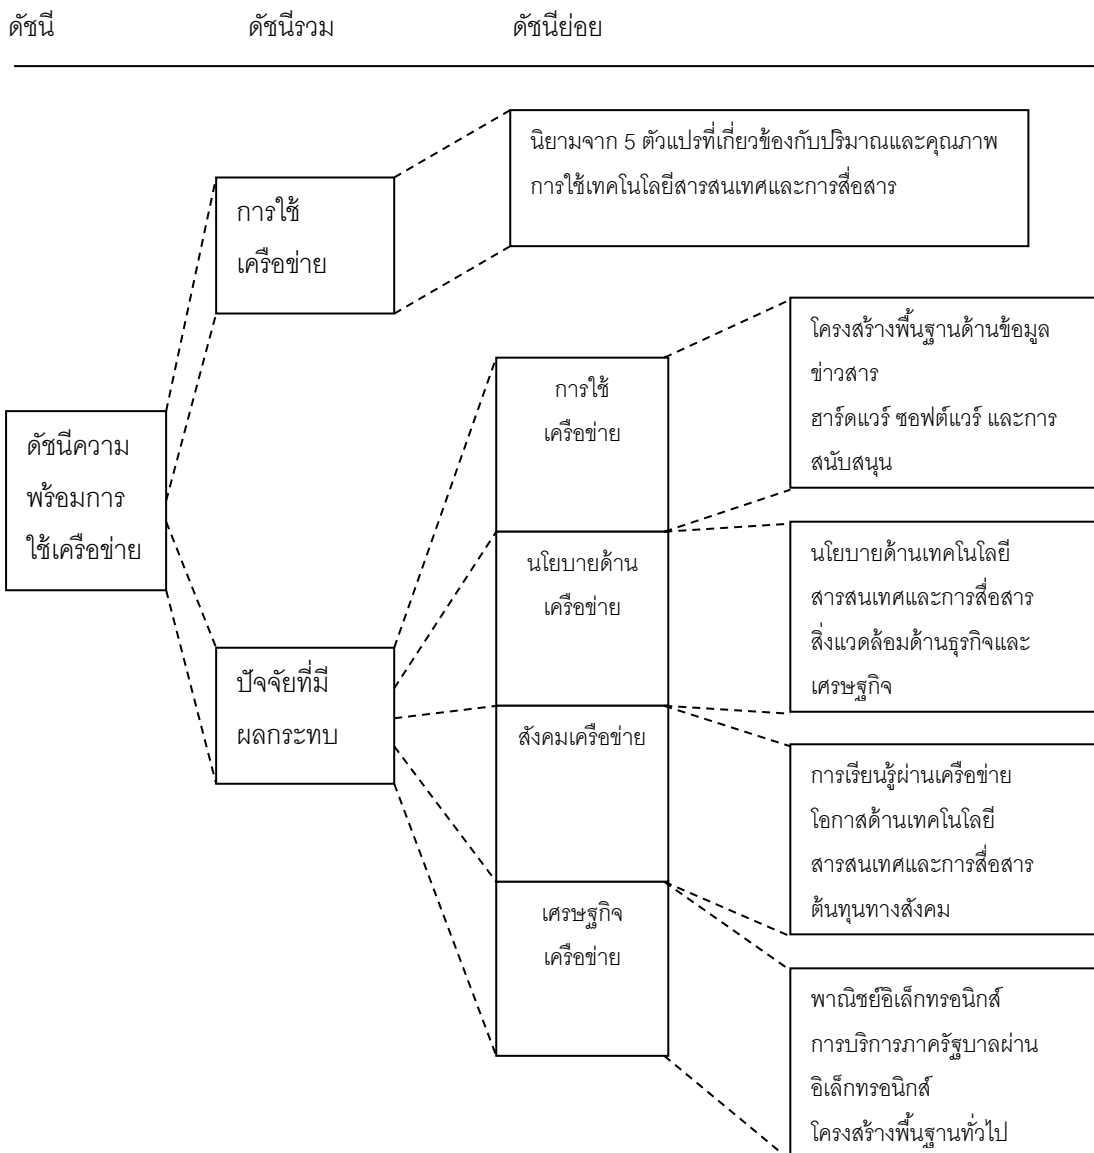 ดัชนี ดัชนีรวม ดัชนีย่อย
นิยามจาก 5 ตัวแปรที่เกี่ยวข้องกับปริมาณและคุณภาพ
การใช้เทคโนโลยีสารสนเทศและการสื่อสาร
การใช้
เครือข่าย
ดัชนีความ
พร้อมการ
ใช้เครือข่าย
ปัจจัยที่มี
ผลกระทบ
การใช้
เครือข่าย
นโยบายด้าน
เครือข่าย
สังคมเครือข่าย
เศรษฐกิจ
เครือข่าย
โครงสร้างพื้นฐานด้านข้อมูล
ข่าวสาร
ฮาร์ดแวร์ ซอฟต์แวร์ และการ
สนับสนุน
นโยบายด้านเทคโนโลยี
สารสนเทศและการสื่อสาร
สิ่งแวดล้อมด้านธุรกิจและ
เศรษฐกิจ
การเรียนรู้ผ่านเครือข่าย
โอกาสด้านเทคโนโลยี
สารสนเทศและการสื่อสาร
ต้นทุนทางสังคม
พาณิชย์อิเล็กทรอนิกส์
การบริการภาครัฐบาลผ่าน
อิเล็กทรอนิกส์
โครงสร้างพื้นฐานทั่วไป